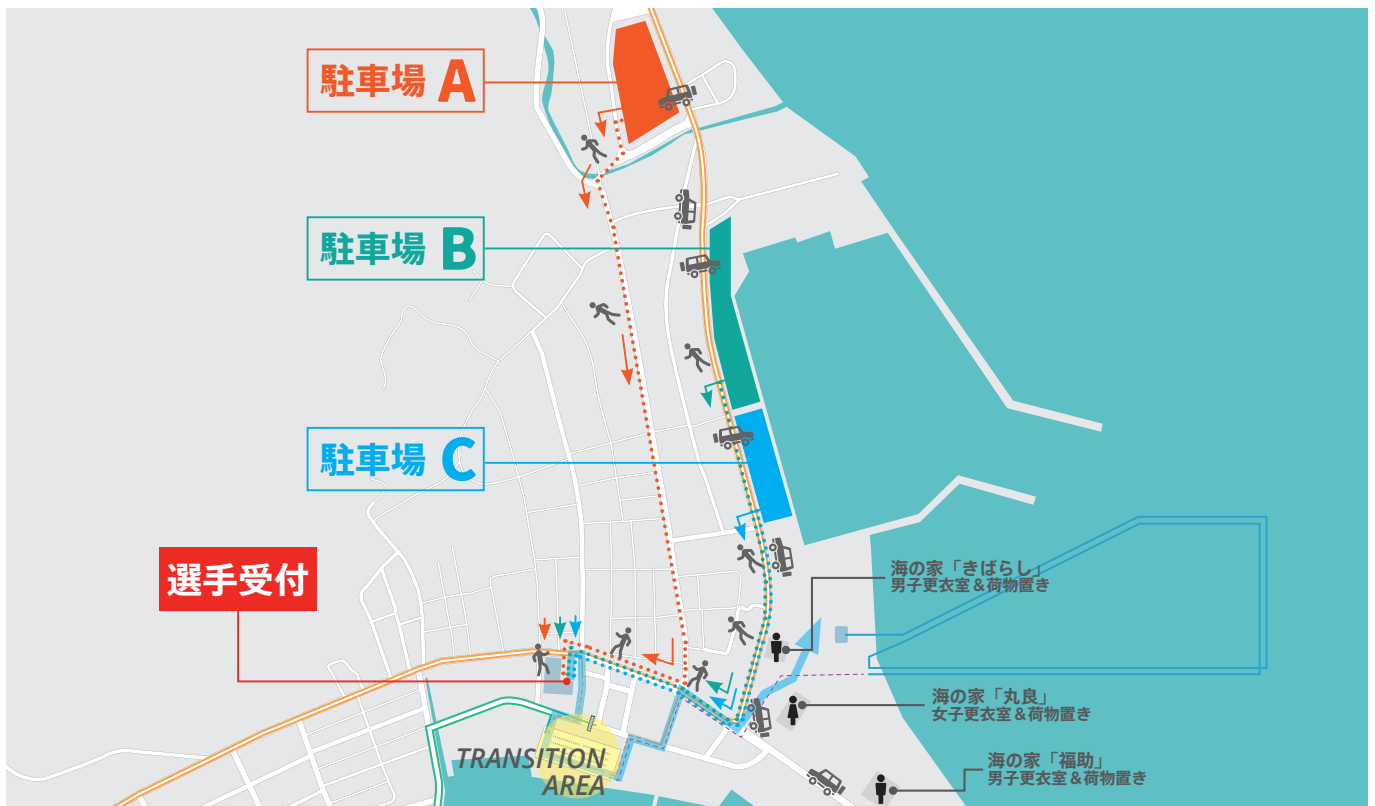 駐車場 A
駐車場 B
駐車場 C
選手受付
海の家「きばらし」
男子更衣室＆荷物置き
海の家「丸良」
女子更衣室＆荷物置き
海の家「福助」
男子更衣室＆荷物置き
TRANSITION
AREA